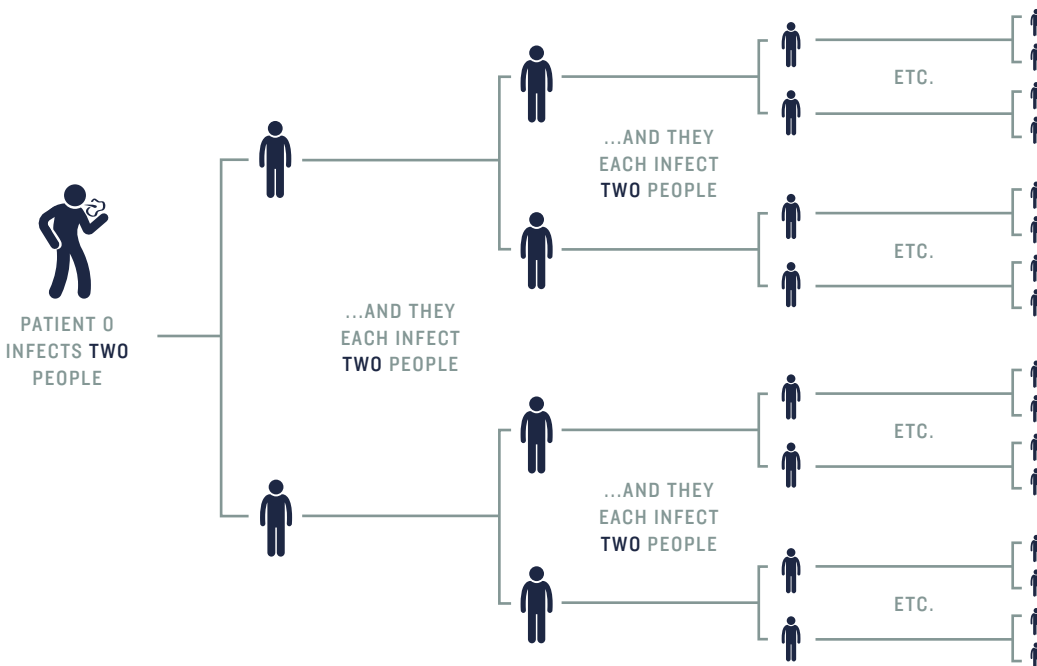 PATIENT 0
INFECTS TWO
PEOPLE
...AND THEY
EACH INFECT
TWO PEOPLE
...AND THEY
EACH INFECT
TWO PEOPLE
...AND THEY
EACH INFECT
TWO PEOPLE
ETC.
ETC.
ETC.
ETC.